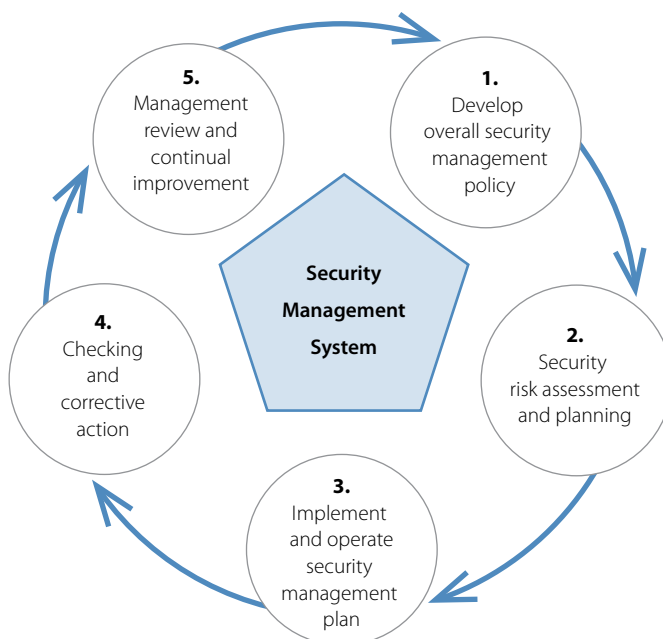 1.
Develop
overall security
management
policy
2.
Security
risk assessment
and planning
3.
Implement
and operate
security
management
plan
4.
Checking
and
corrective
action
5.
Management
review and
continual
improvement
Security
Management
System